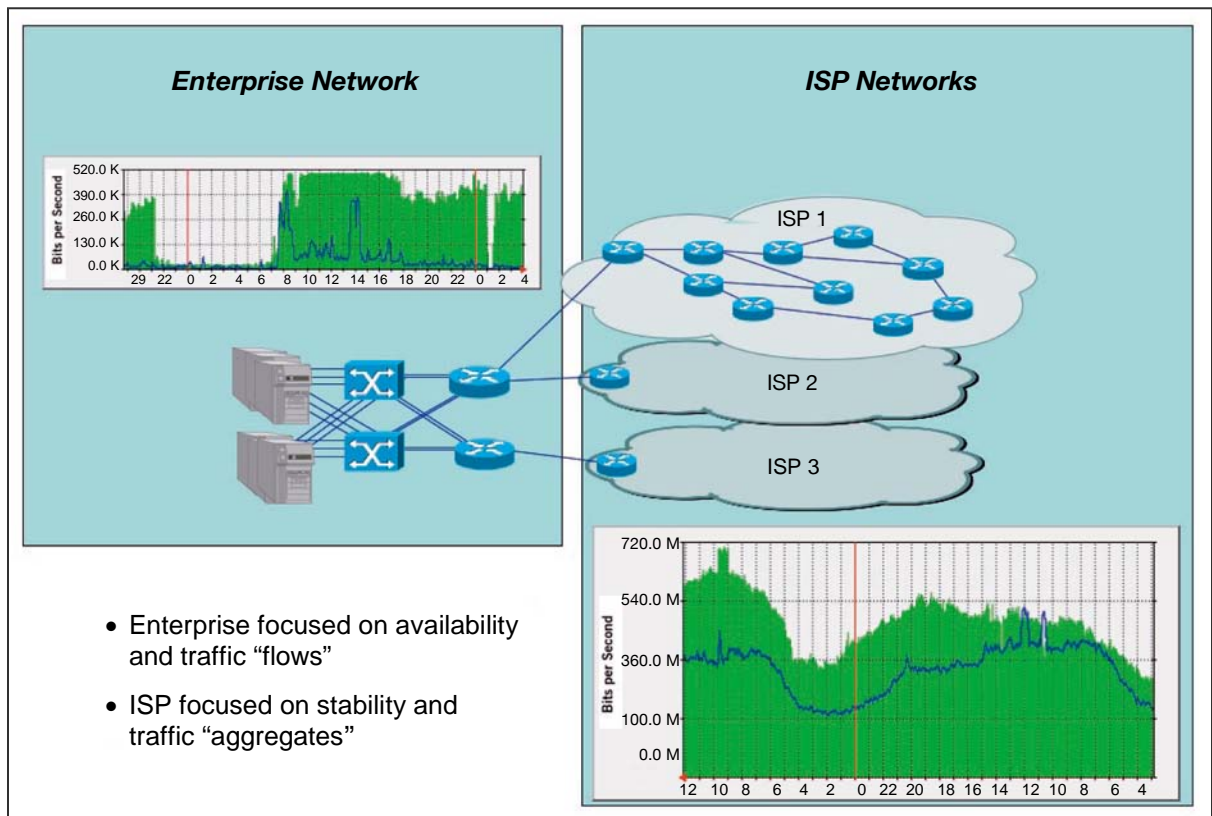 Enterprise Network
520.0 K
390.0 K
260.0 K
130.0 K
0.0 K
Bits per Second
29 22 0 2 4 6 8 10 12 14 16 18 20 22 0 2 4
ISP Networks
ISP 1
ISP 2
ISP 3
• Enterprise focused on availability
and traffic “flows”
• ISP focused on stability and
traffic “aggregates”
720.0 M
540.0 M
360.0 M
100.0 M
0.0 M
Bits per Second
12 10 8 6 4 2 0 22 20 18 16 14 12 10 8 6 4